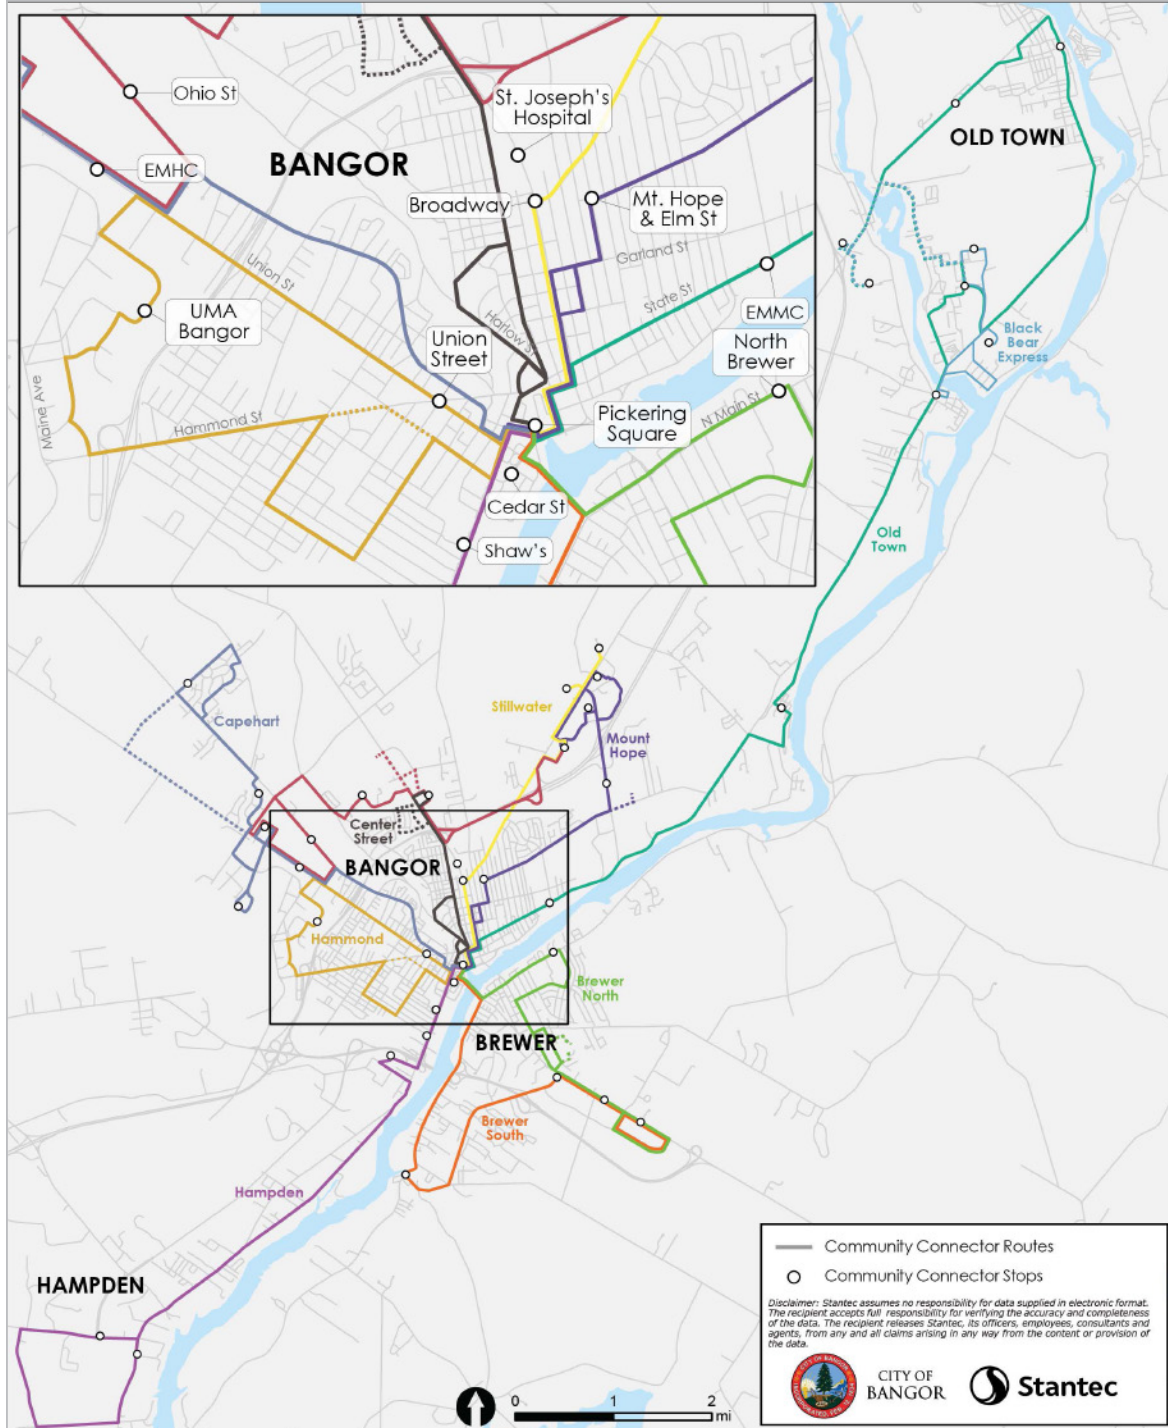 Ohio St
St. Joseph's
Hospital
OLD TOWN
EMHC
BANGOR
Broadway
Mt. Hope
& Elm St
Garland St
Union St
State St
UMA
Bangor
Harlow St
EMMC
Union
Street
North
Brewer
Black
Bear
Express
Maine Ave
Hammond St
N Main St
Pickering
Square
Cedar St
Shaw's
Old
Town
Stillwater
Capehart
Mount
Hope
Center
Street
BANGOR
Hammond
Brewer
North
BREWER
Brewer
South
Hampden
HAMPDEN
Community Connector Routes
Community Connector Stops
Disclaimer: Stantec assumes no responsibility for data supplied in electronic format.
The recipient accepts full responsibility for verifying the accuracy and completeness
of the data. The recipient releases Stantec, its officers, employees, consultants and
agents, from any and all claims arising in any way from the content or provision of
the data.
CITY OF
BANGOR
Stantec
0 1 2
mi